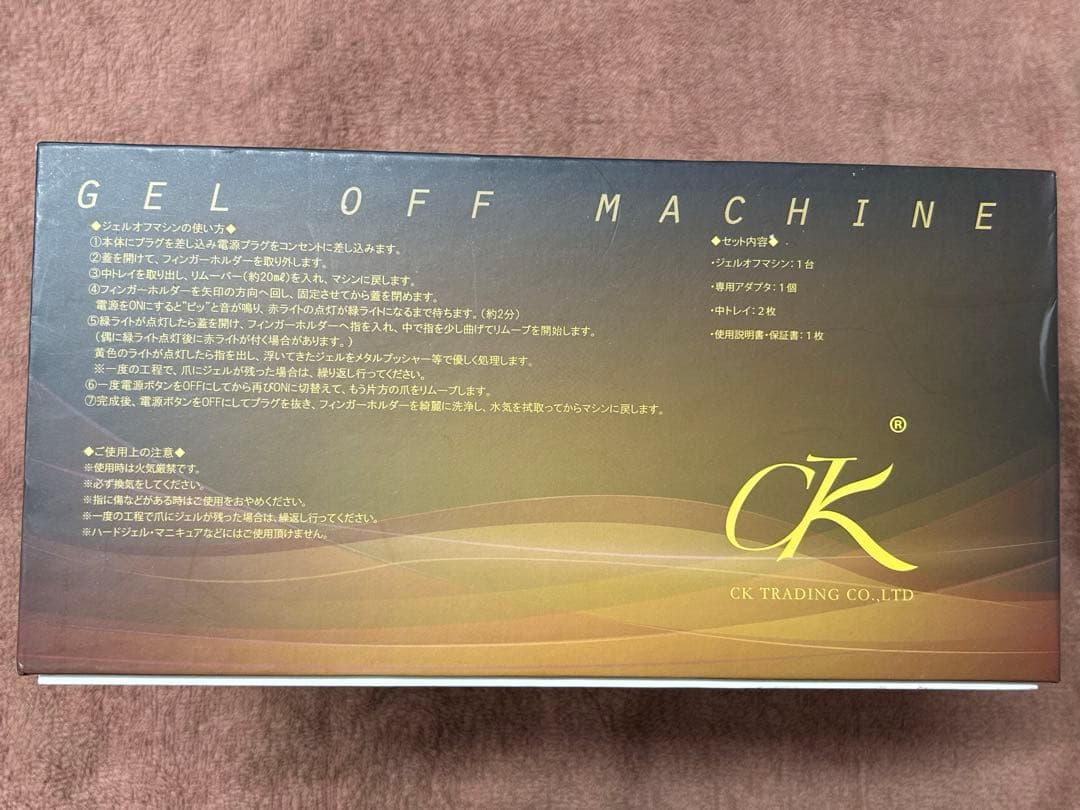 GEL OFF MACHINE
◆ジェルオフマシンの使い方◆
①本体にプラグを差し込み電源プラグをコンセントに差し込みます。
②蓋を開けて、フィンガーホルダーを取り外します。
③中トレイを取り出し、リムーバー(約20㎖)を入れ、マシンに戻します。
④フィンガーホルダーを矢印の方向へ回し、固定させてから蓋を閉めます。
電源をONにすると"ピッ"と音が鳴り、赤ライトの点灯が緑ライトになるまで待ちます。(約2分)
⑤緑ライトが点灯したら蓋を開け、フィンガーホルダーへ指を入れ、中で指を少し曲げてリムーブを開始します。
(偶に緑ライト点灯後に赤ライトが付く場合があります。)
黄色のライトが点灯したら指を出し、浮いてきたジェルをメタルプッシャー等で優しく処理します。
※一度の工程で、爪にジェルが残った場合は、繰り返し行ってください。
⑥一度電源ボタンをOFFにしてから再びONに切替えて、もう片方の爪をリムーブします。
⑦完成後、電源ボタンをOFFにしてプラグを抜き、フィンガーホルダーを綺麗に洗浄し、水気を拭取ってからマシンに戻します。
◆ご使用上の注意◆
※使用時は火気厳禁です。
※必ず換気をしてください。
※指に傷などがある時はご使用をおやめください。
※一度の工程で爪にジェルが残った場合は、繰返し行ってください。
※ハードジェル・マニキュアなどにはご使用頂けません。
◆セット内容◆
・ジェルオフマシン:1台
・専用アダプタ:1個
・中トレイ:2枚
・使用説明書・保証書:1枚
®
CK
CK TRADING CO.,LTD